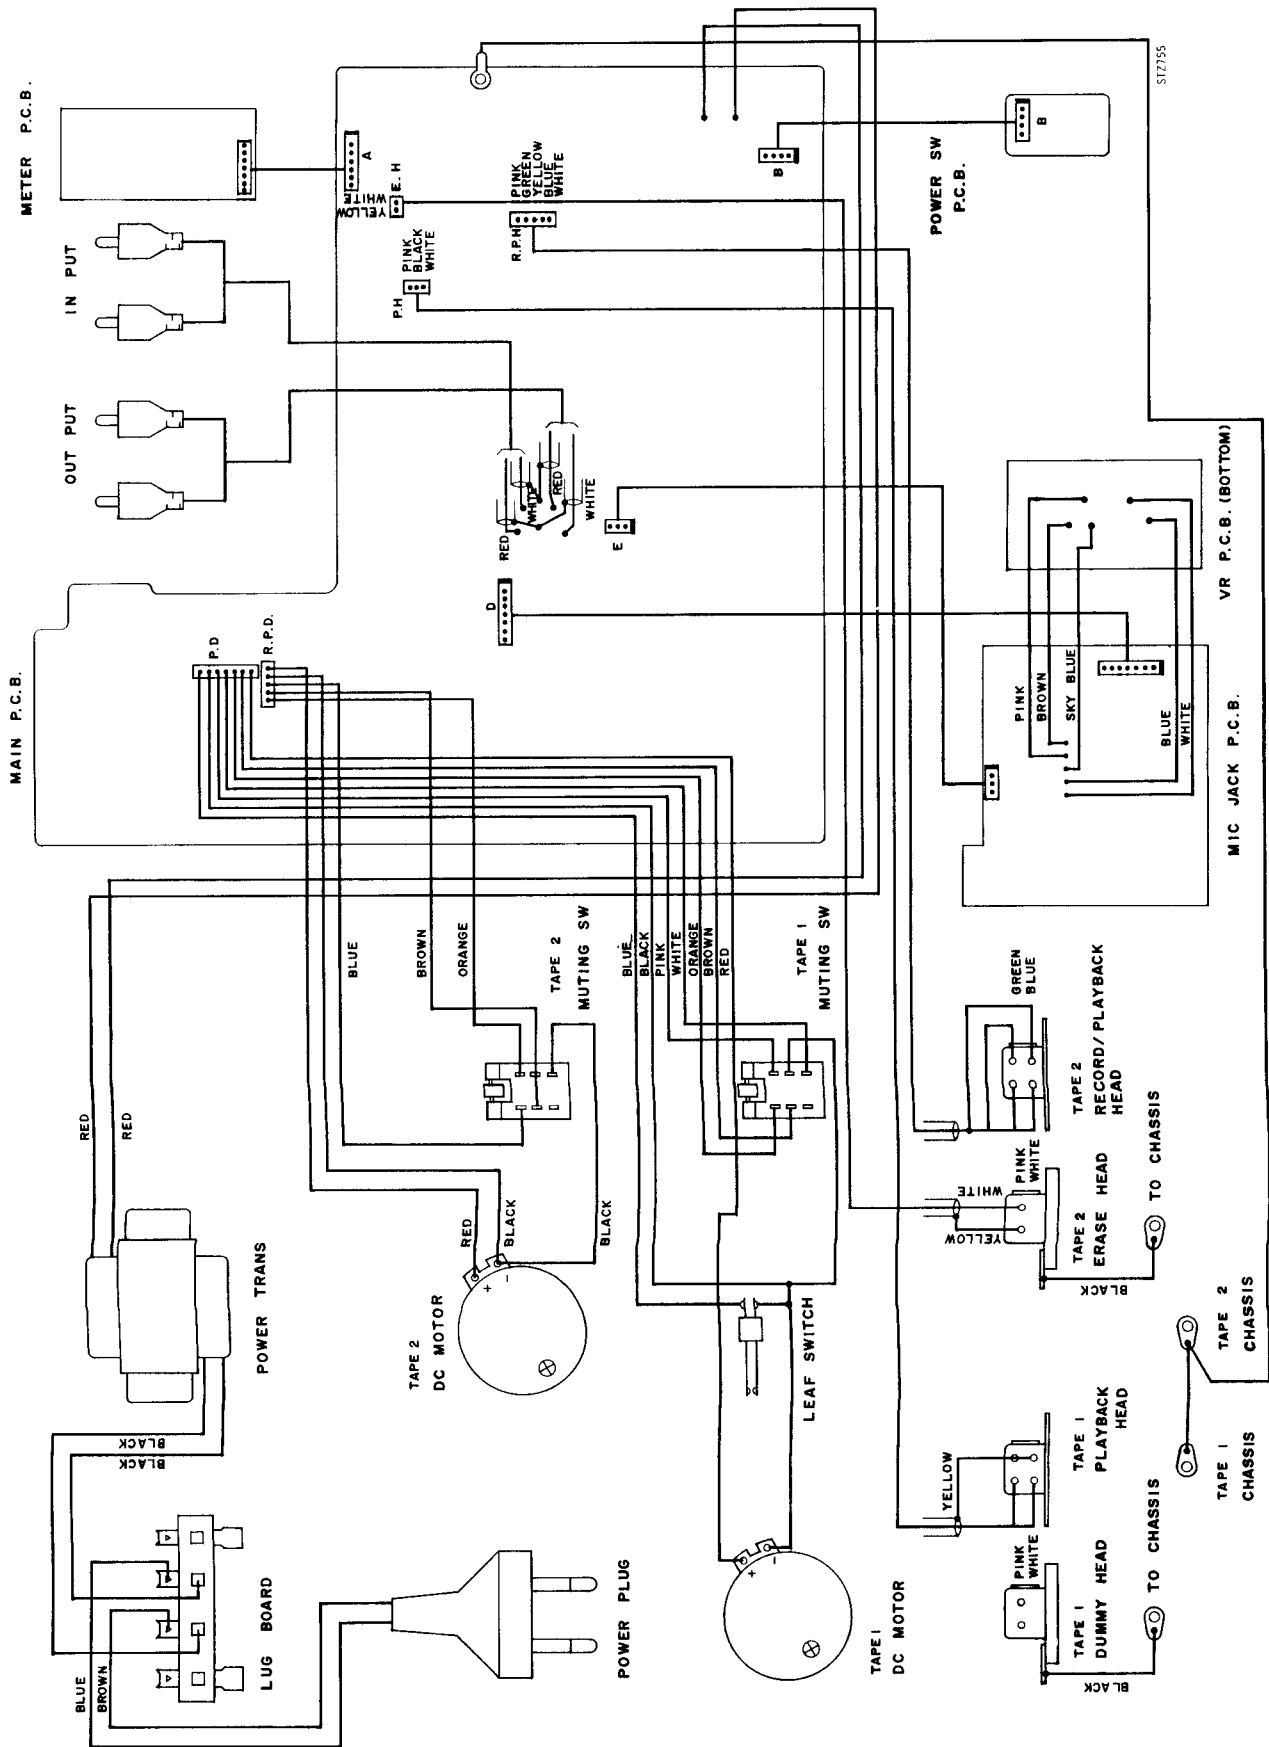 METER P.C.B.
IN PUT
OUT PUT
MAIN P.C.B.
A
YELLOW
WHITE
E.H
P.H
PINK
BLACK
WHITE
R.P.H
PINK
GREEN
YELLOW
BLUE
WHITE
B
STZ755
B
POWER SW
P.C.B.
RED
WHITE
RED
WHITE
E
D
P.D
R.P.D.
VR P.C.B. (BOTTOM)
PINK
BROWN
SKY BLUE
BLUE
WHITE
MIC JACK P.C.B.
RED
RED
BLUE
BROWN
ORANGE
TAPE 2
MUTING SW
BLUE
BLACK
PINK
WHITE
ORANGE
BROWN
RED
TAPE 1
MUTING SW
GREEN
BLUE
TAPE 2
RECORD/PLAYBACK
HEAD
POWER TRANS
RED
BLACK
BLACK
+
-
TAPE 2
DC MOTOR
LEAF SWITCH
WHITE
YELLOW
PINK
WHITE
TAPE 2
ERASE HEAD
BLACK
TO CHASSIS
TAPE 2
CHASSIS
BLACK
BLACK
BLUE
BROWN
LUG BOARD
POWER PLUG
+
-
TAPE 1
DC MOTOR
YELLOW
TAPE 1
PLAYBACK
HEAD
TAPE 1
CHASSIS
PINK
WHITE
TAPE 1
DUMMY HEAD
BLACK
TO CHASSIS